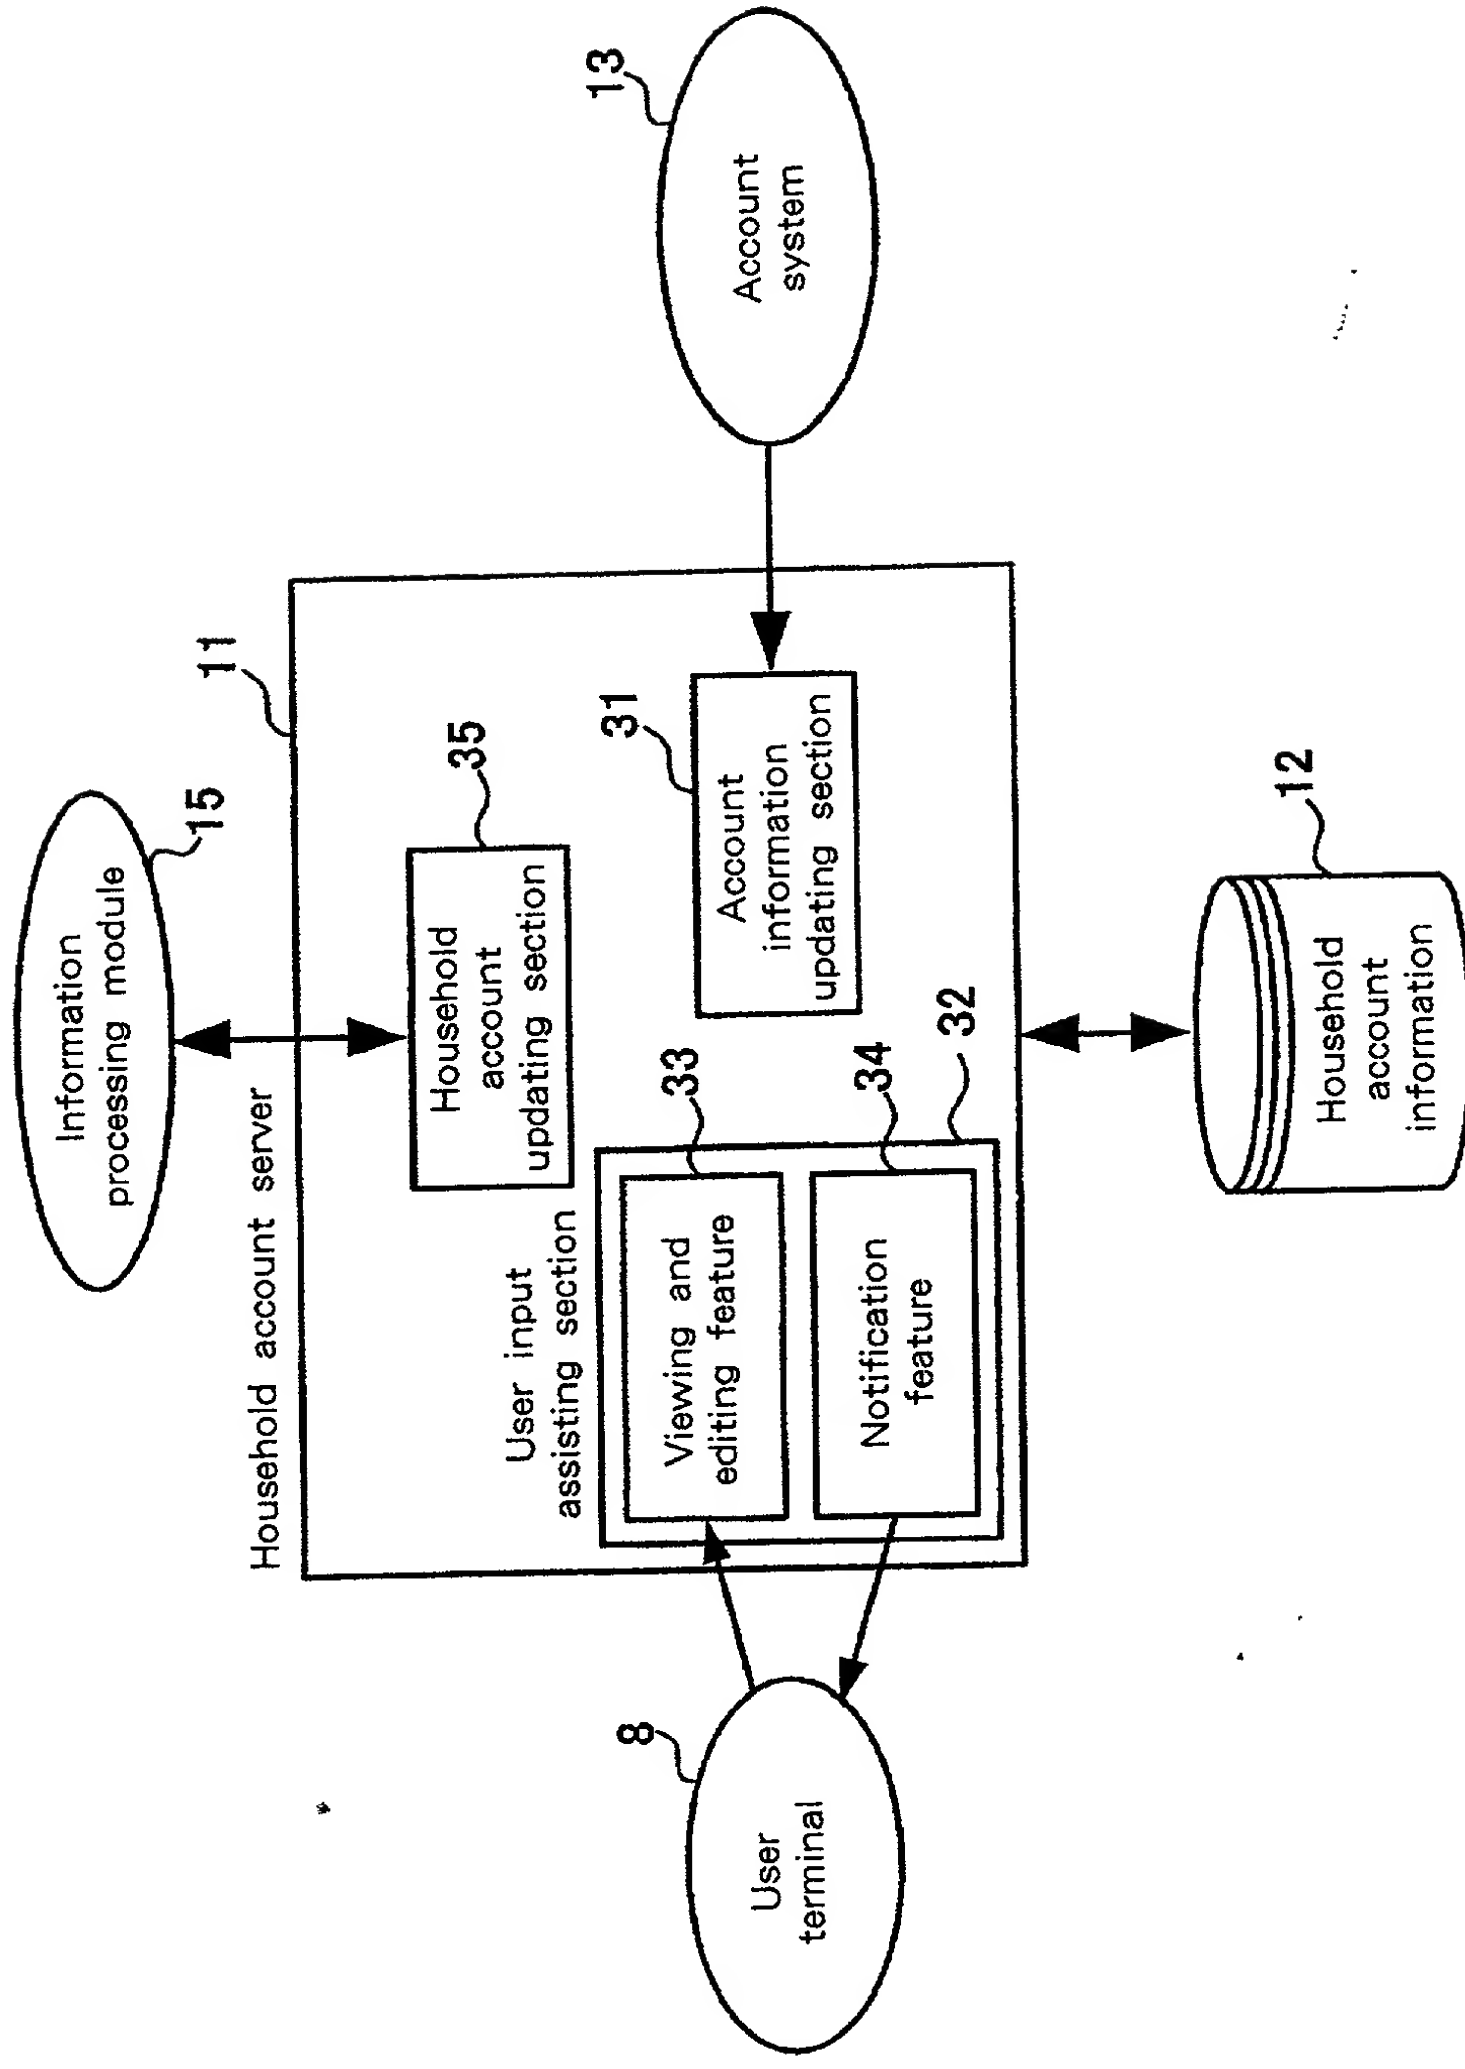 Information
processing module
15
Household account server
11
Household
account
updating section
35
User input
assisting section
Viewing and
editing feature
33
Notification
feature
34
32
Account
information
updating section
31
User
terminal
8
Account
system
13
Household
account
information
12